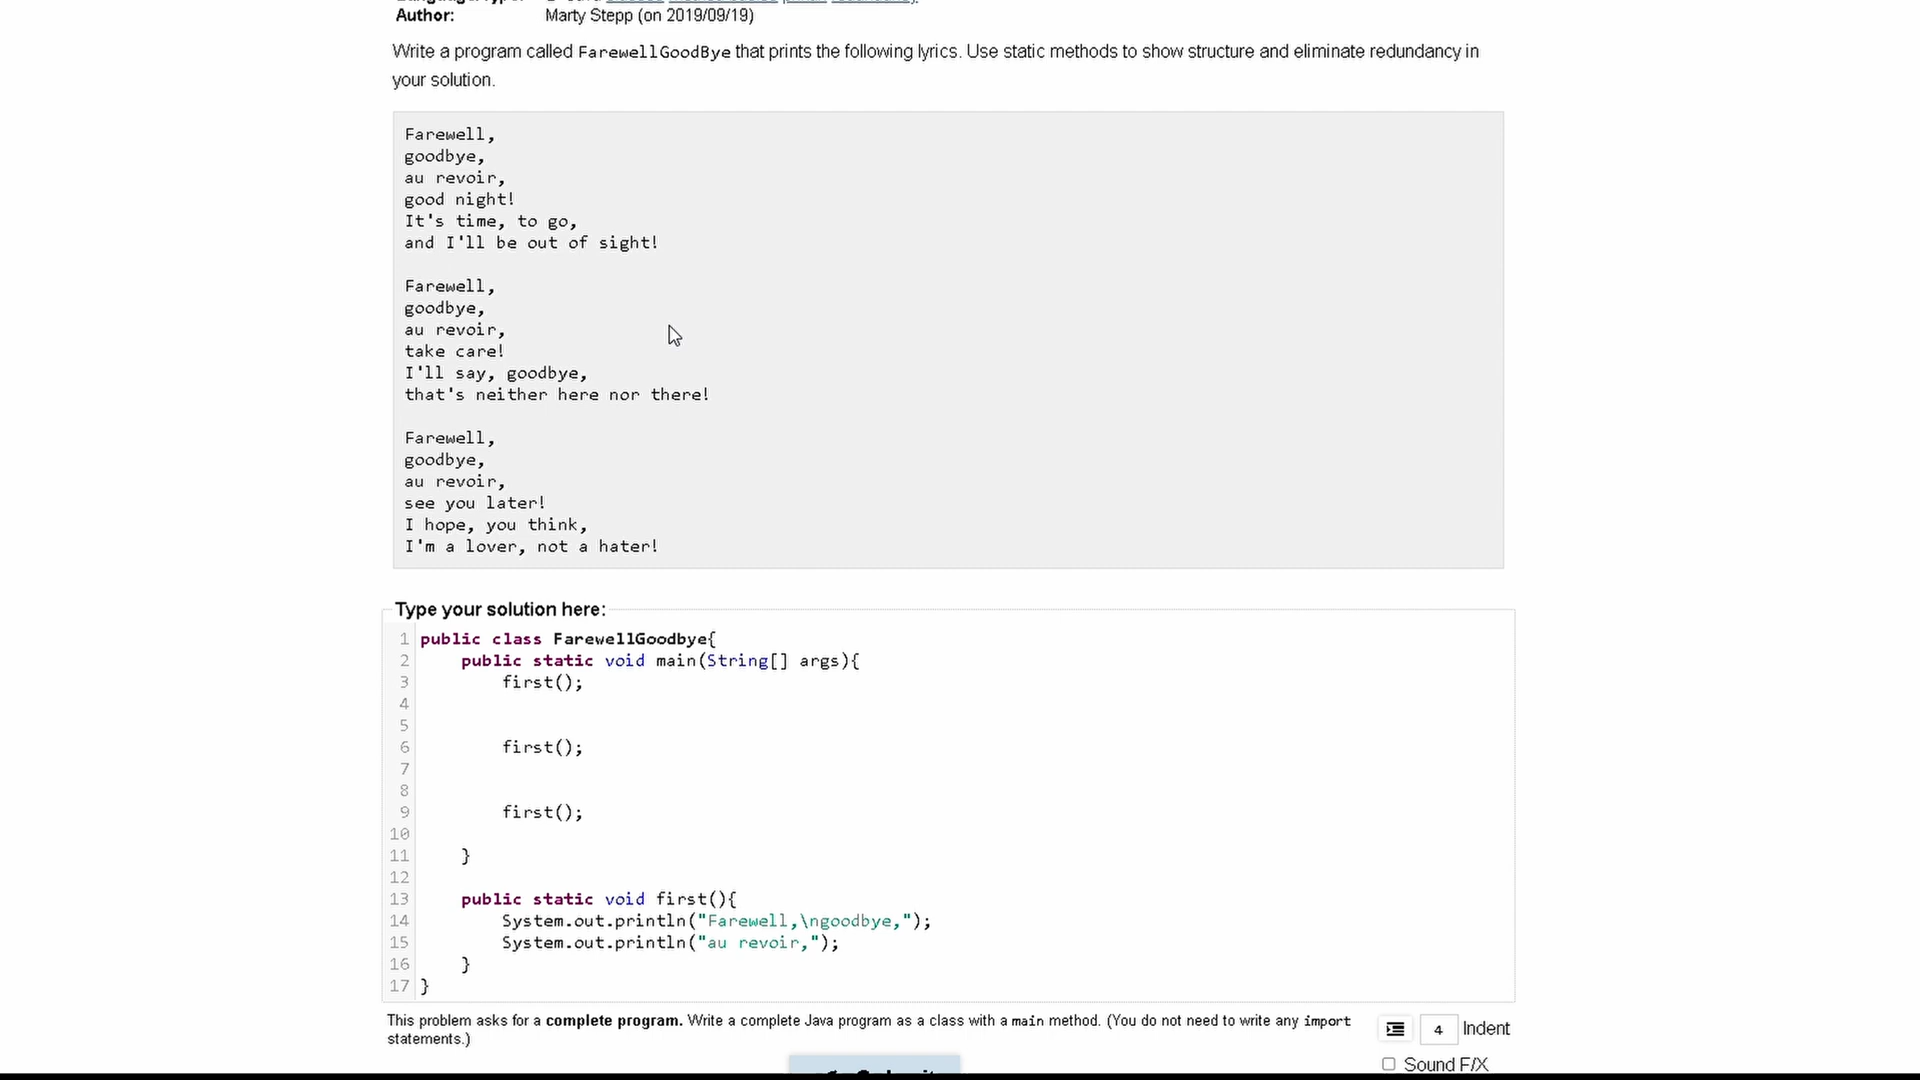 Author: Marty Stepp (on 2019/09/19)
Write a program called FarewellGoodBye that prints the following lyrics. Use static methods to show structure and eliminate redundancy in
your solution.
Farewell,
goodbye,
au revoir,
good night!
It's time, to go,
and I'll be out of sight!
Farewell,
goodbye,
au revoir,
take care!
I'll say, goodbye,
that's neither here nor there!
Farewell,
goodbye,
au revoir,
see you later!
I hope, you think,
I'm a lover, not a hater!
Type your solution here:
1 public class FarewellGoodbye{
2 public static void main(String[] args){
3 first();
4
5
6 first();
7
8
9 first();
10
11 }
12
13 public static void first(){
14 System.out.println("Farewell,\ngoodbye,");
15 System.out.println("au revoir,");
16 }
17 }
This problem asks for a complete program. Write a complete Java program as a class with a main method. (You do not need to write any import
statements.)
4 Indent
Sound F/X